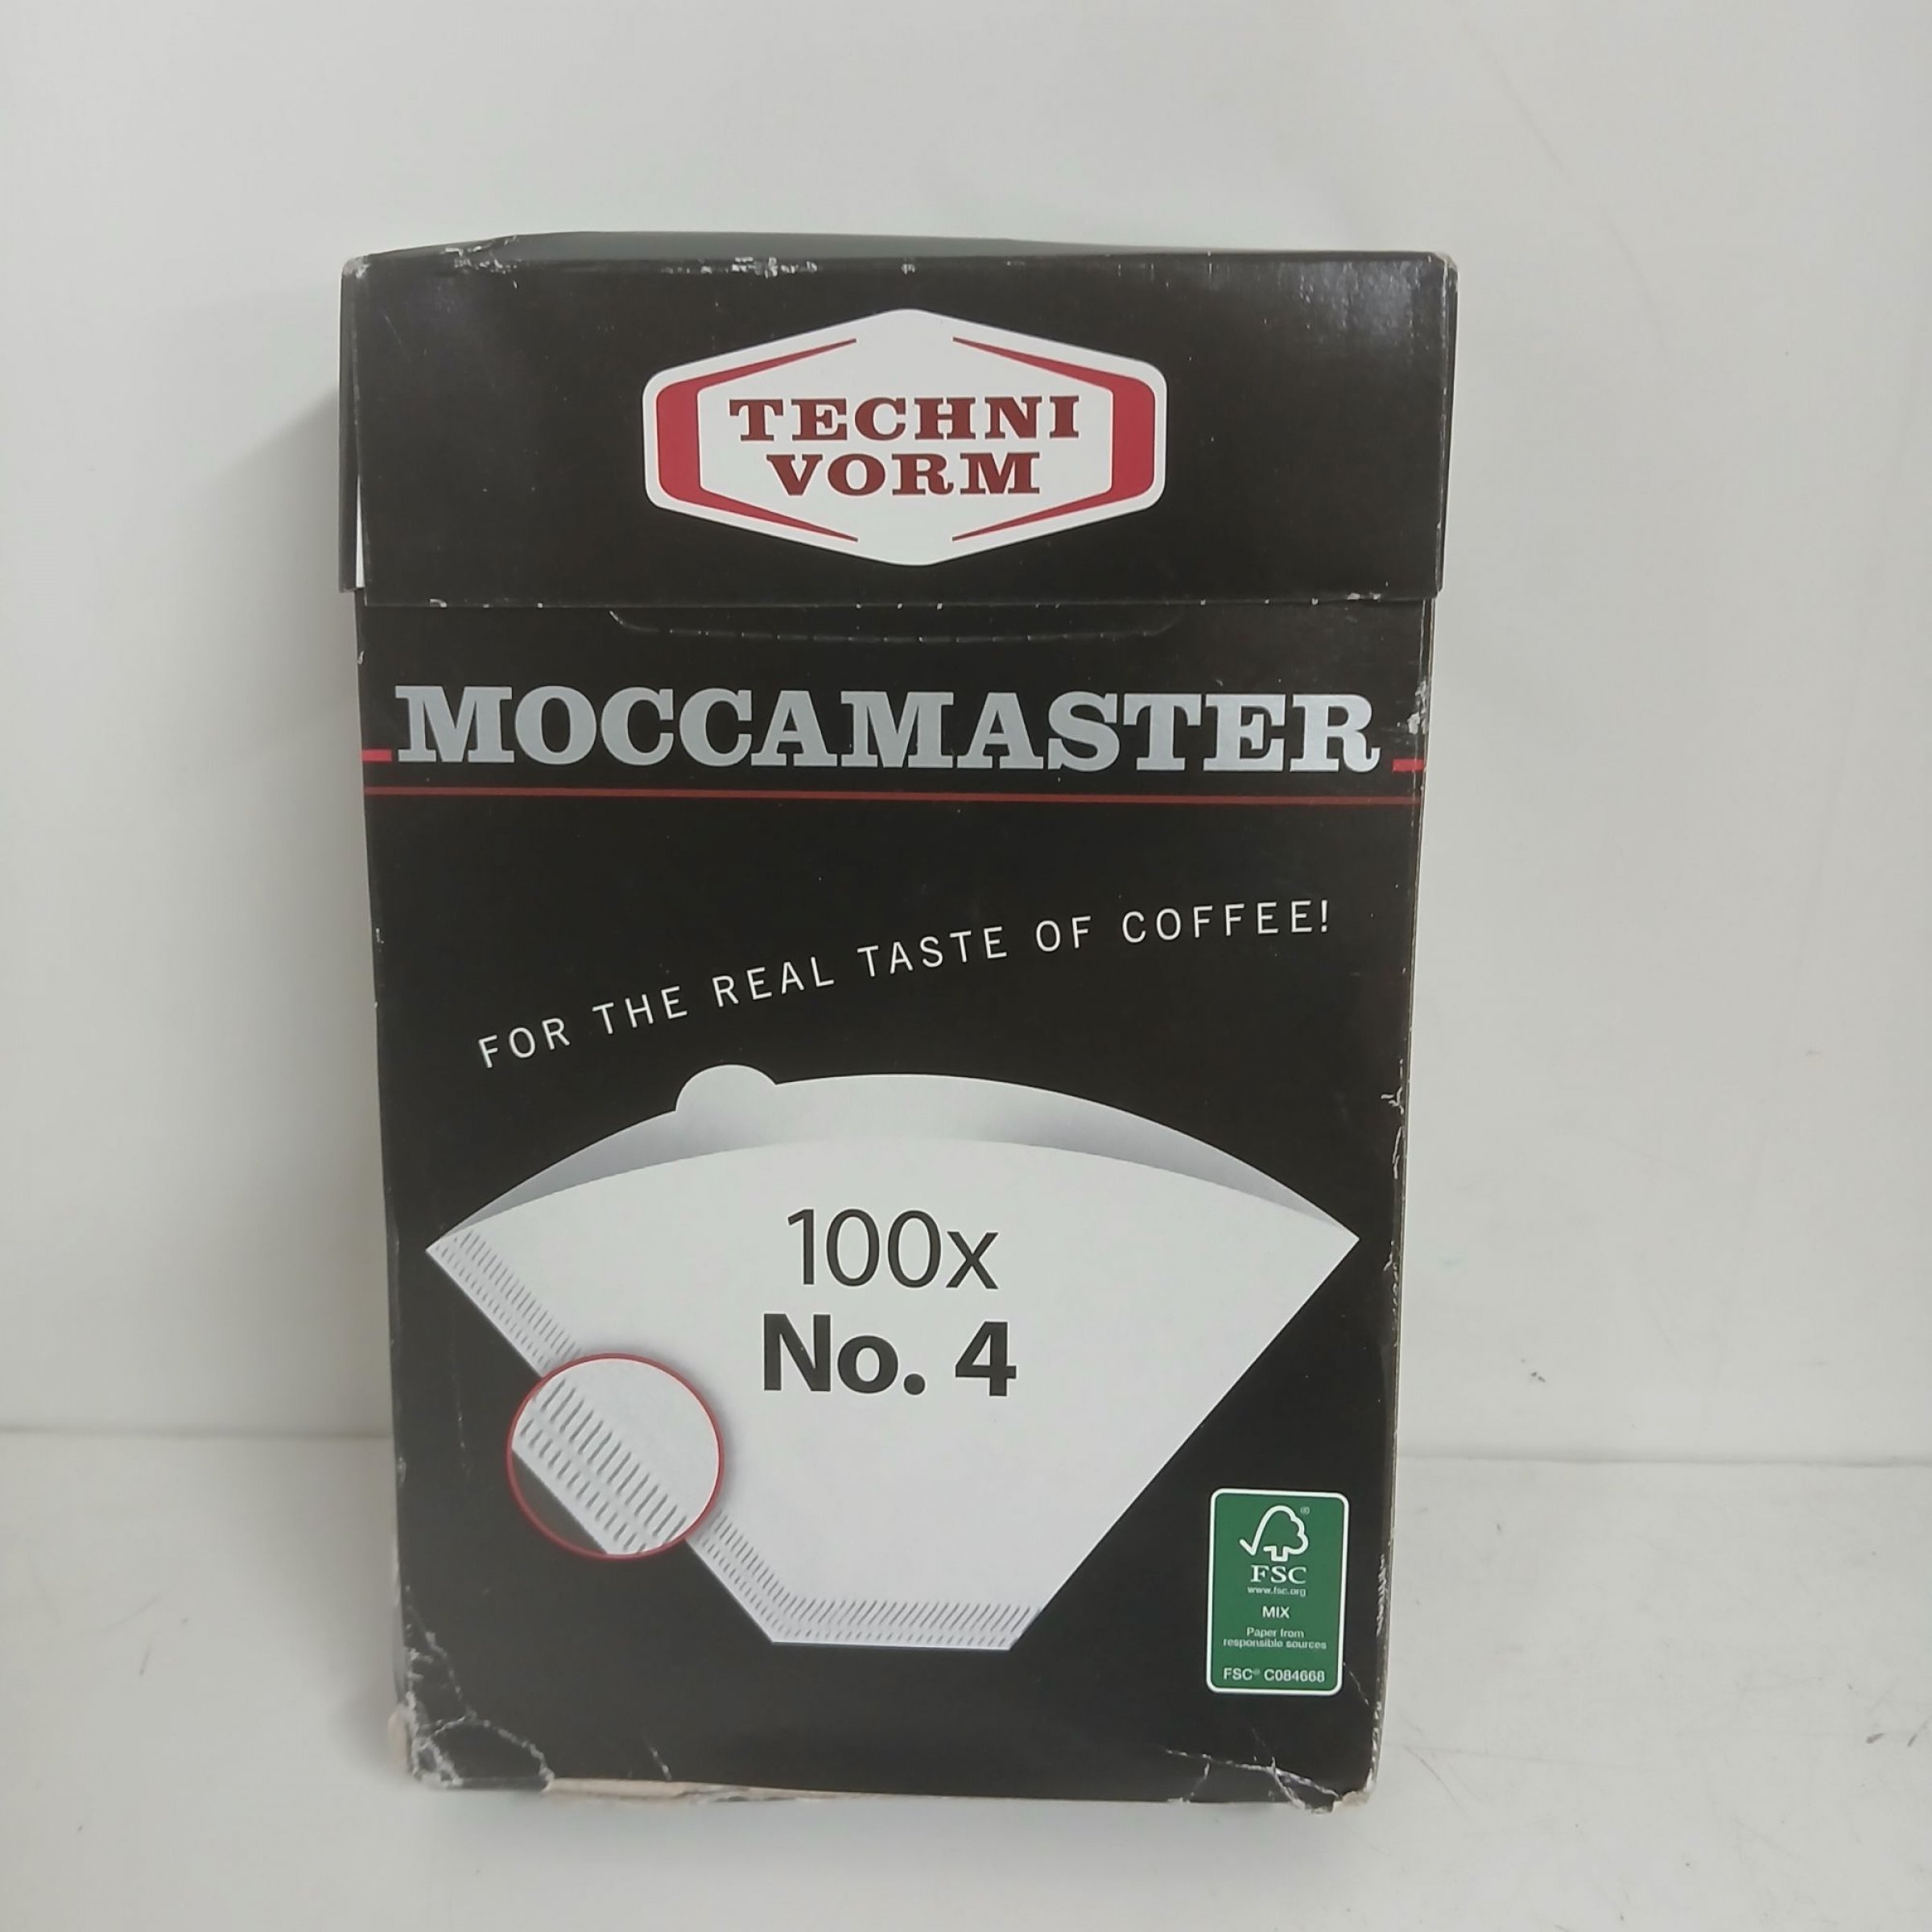 TECHNI
VORM
MOCCAMASTER
FOR THE REAL TASTE OF COFFEE!
100x
No. 4
®
FSC
www.fsc.org
MIX
Paper from
responsible sources
FSC® C084668